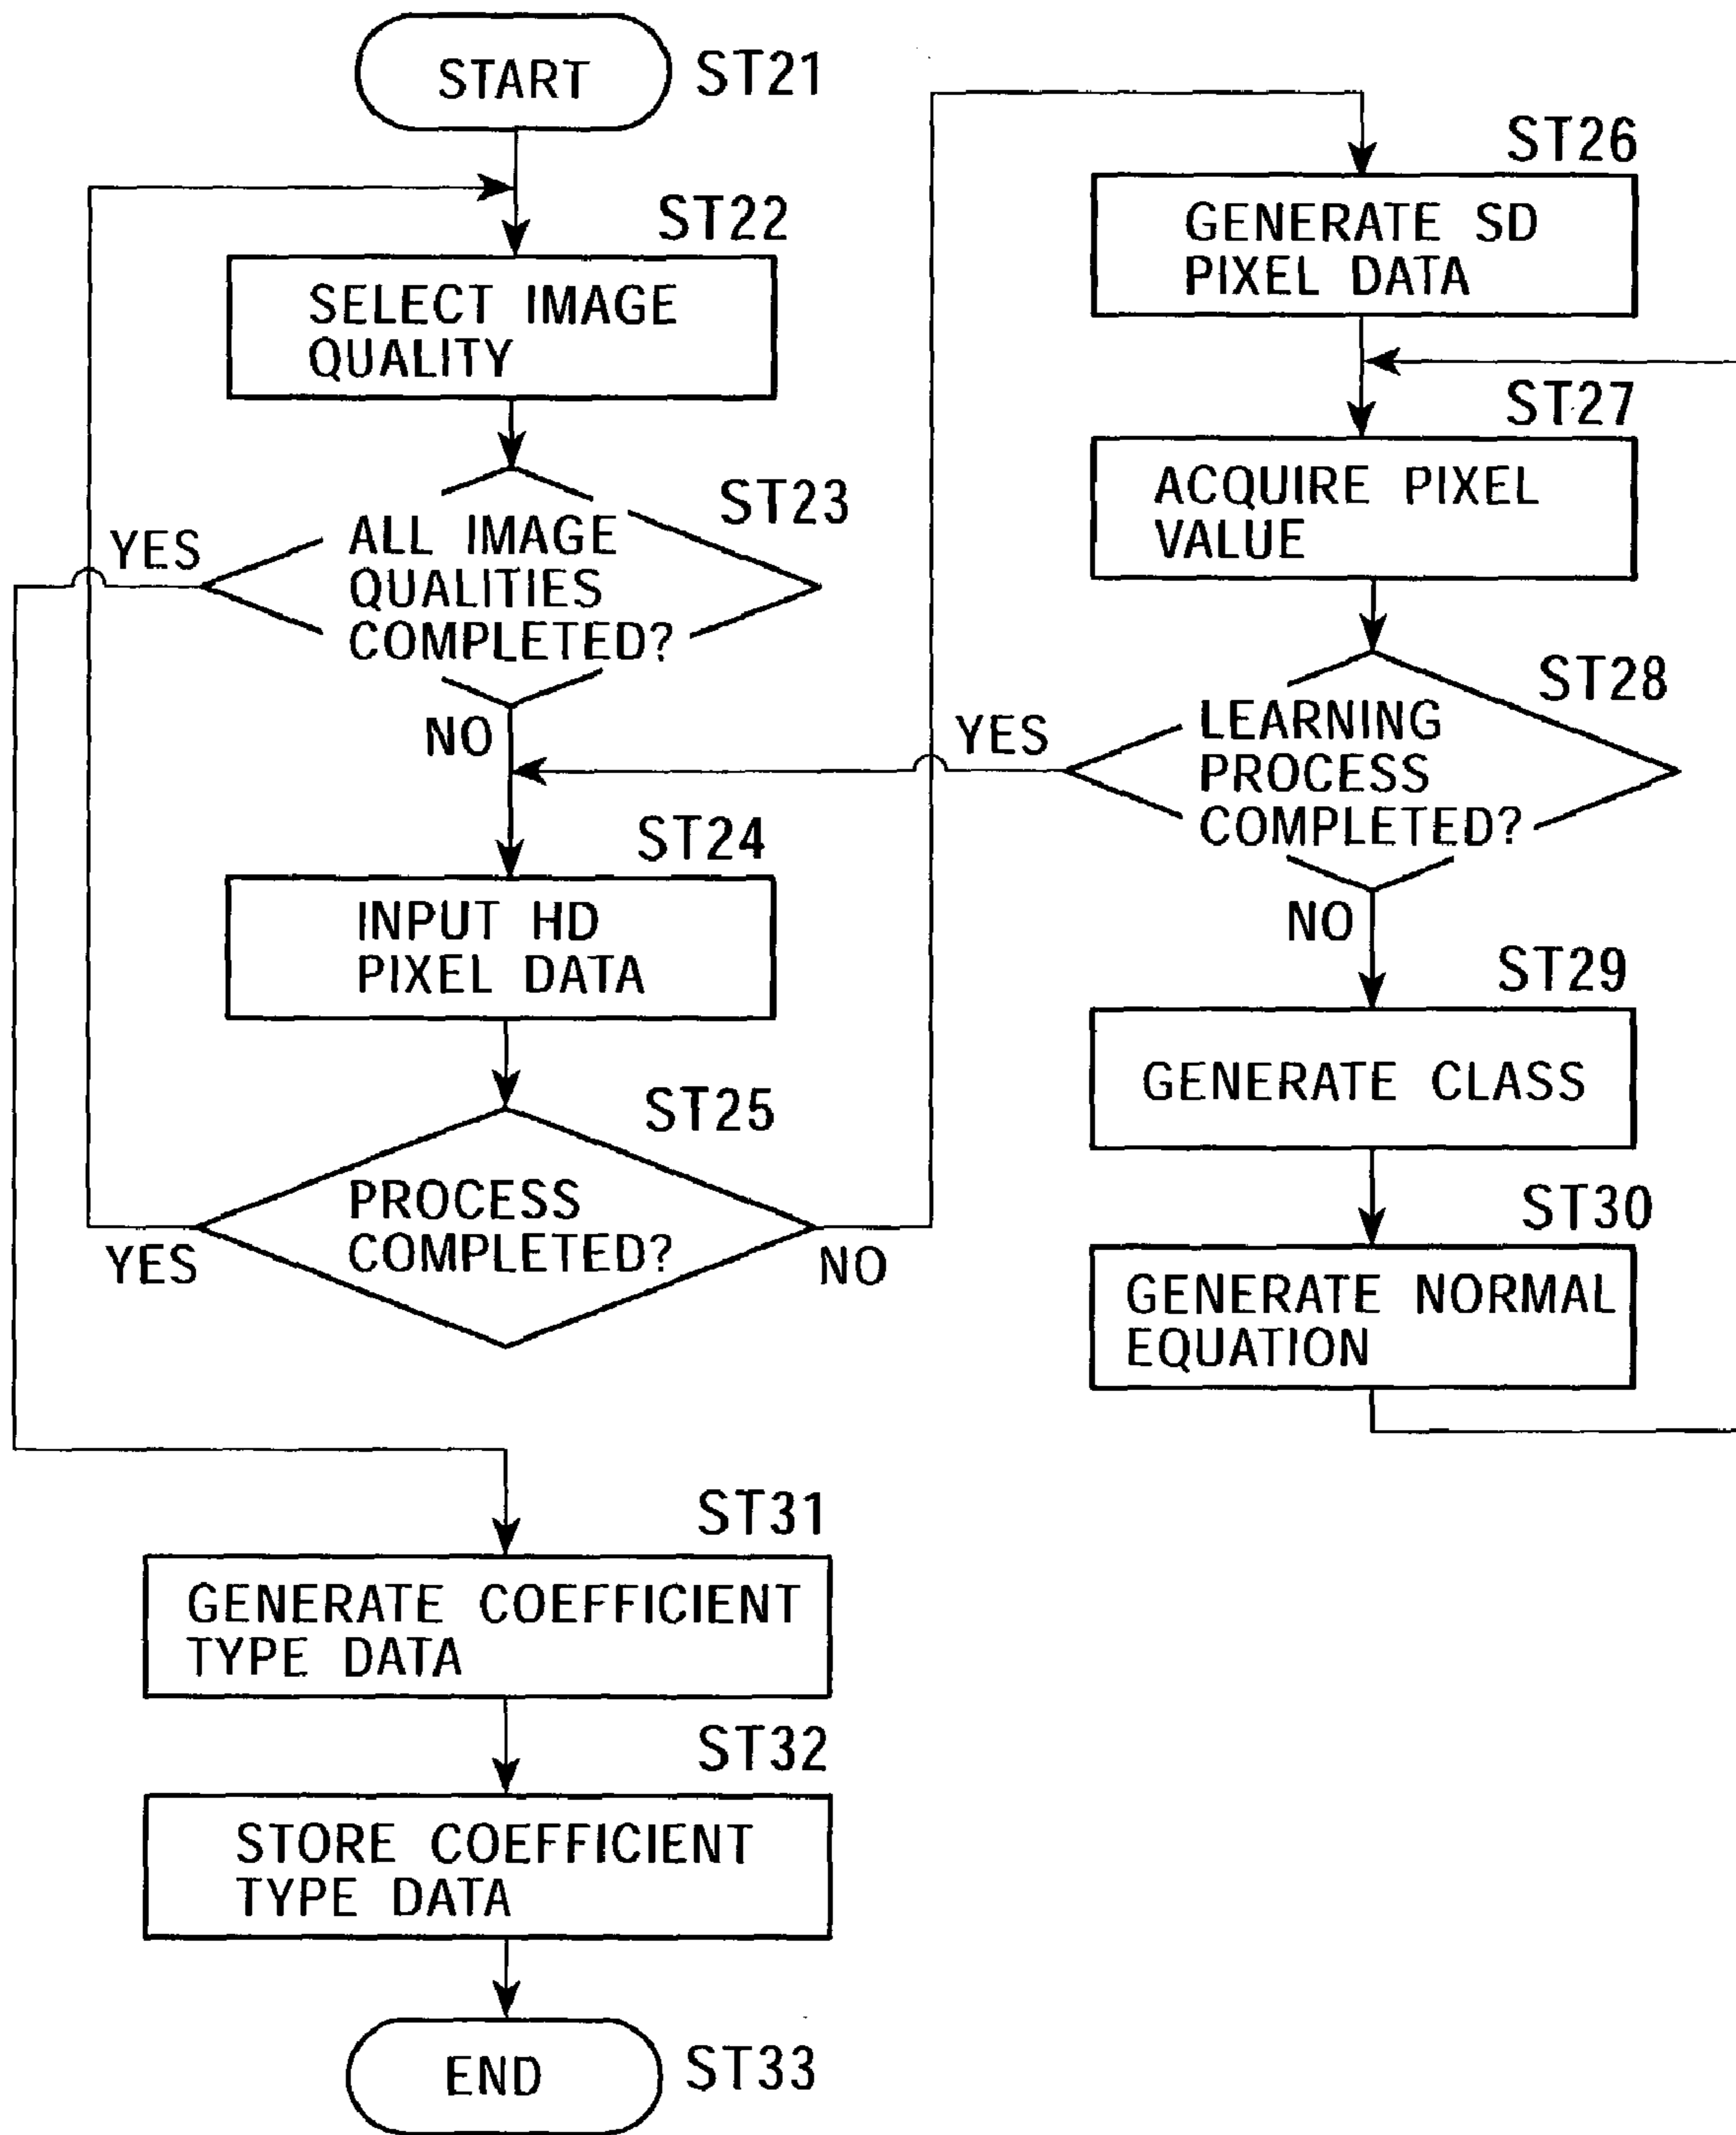 START
ST21
ST22
SELECT IMAGE
QUALITY
ST23
YES
ALL IMAGE
QUALITIES
COMPLETED?
NO
ST24
INPUT HD
PIXEL DATA
ST25
PROCESS
COMPLETED?
YES
NO
ST26
GENERATE SD
PIXEL DATA
ST27
ACQUIRE PIXEL
VALUE
ST28
YES
LEARNING
PROCESS
COMPLETED?
NO
ST29
GENERATE CLASS
ST30
GENERATE NORMAL
EQUATION
ST31
GENERATE COEFFICIENT
TYPE DATA
ST32
STORE COEFFICIENT
TYPE DATA
END
ST33